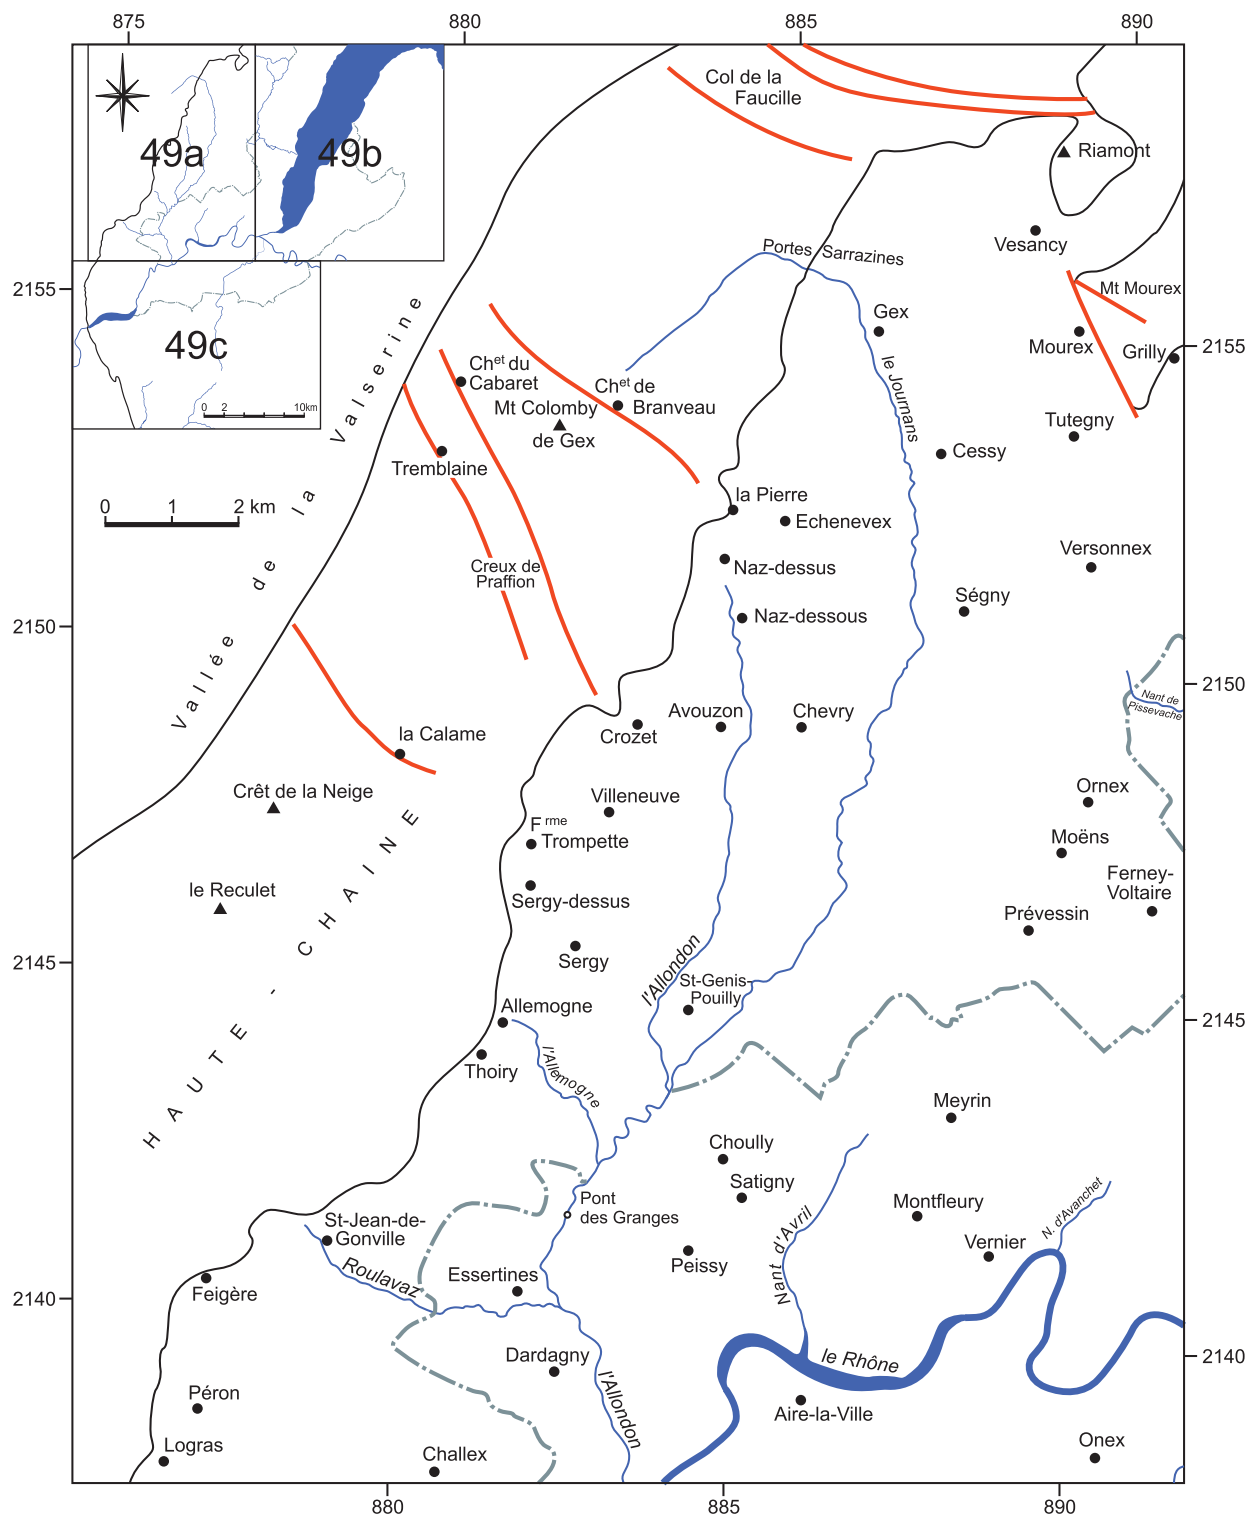 875 880 885 890
Col de la
Faucille
49a
49b
Riamont
Vesancy
Portes Sarrazines
2155
Mt Mourex
49c
Gex
Mourex
Grilly
2155
0 2 10km
Vallée de la Valserine
Chet du
Cabaret
le Journans
Chet de
Branveau
Mt Colomby
de Gex
Tutegny
Cessy
Tremblaine
0 1 2 km
la Pierre
Echenevex
Versonnex
Creux de
Praffion
Naz-dessus
Ségny
Naz-dessous
2150
2150
Nant de
Pissevache
la Calame
Avouzon
Chevry
Crozet
Crêt de la Neige
Villeneuve
Ornex
Frme
Trompette
Moëns
HAUTE - CHAINE
le Reculet
Sergy-dessus
Ferney-
Voltaire
Prévessin
Sergy
2145
l'Allondon
St-Genis-
Pouilly
Allemogne
2145
Thoiry
l'Allemogne
Meyrin
Choully
Satigny
Pont
des Granges
Montfleury
N. d'Avanchet
St-Jean-de-
Gonville
Nant d'Avril
Vernier
Peissy
Roulavaz
Essertines
Feigère
2140
Dardagny
le Rhône
2140
Péron
l'Allondon
Aire-la-Ville
Logras
Challex
Onex
880 885 890